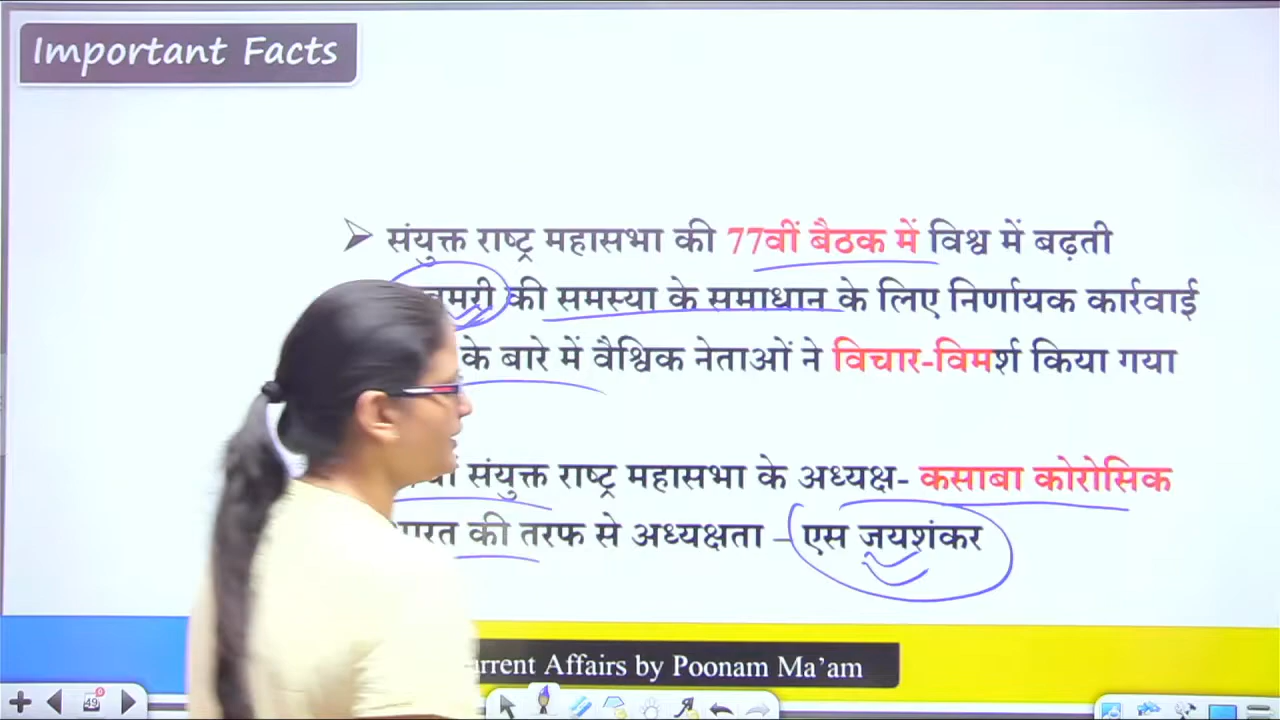 Important Facts
संयुक्त राष्ट्र महासभा की 77वीं बैठक में विश्व में बढ़ती
की समस्या के समाधान के लिए निर्णायक कार्रवाई
के बारे में वैश्विक नेताओं ने विचार-विमर्श किया गया
संयुक्त राष्ट्र महासभा के अध्यक्ष- कसाबा कोरोसिक
की तरफ से अध्यक्षता – एस जयशंकर
Affairs by Poonam Ma'am
49